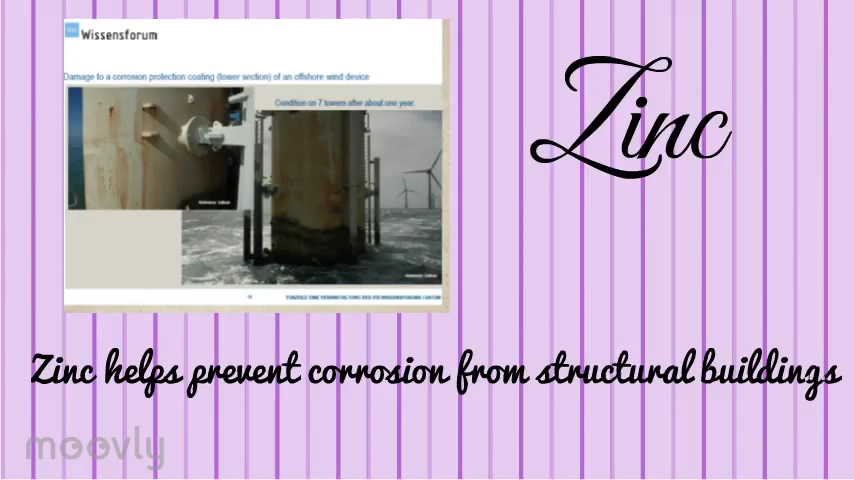 VDI Wissensforum
Damage to a corrosion protection coating (tower section) of an offshore wind device
Condition on 7 towers after about one year.
Zinc
Zinc helps prevent corrosion from structural buildings
moovly